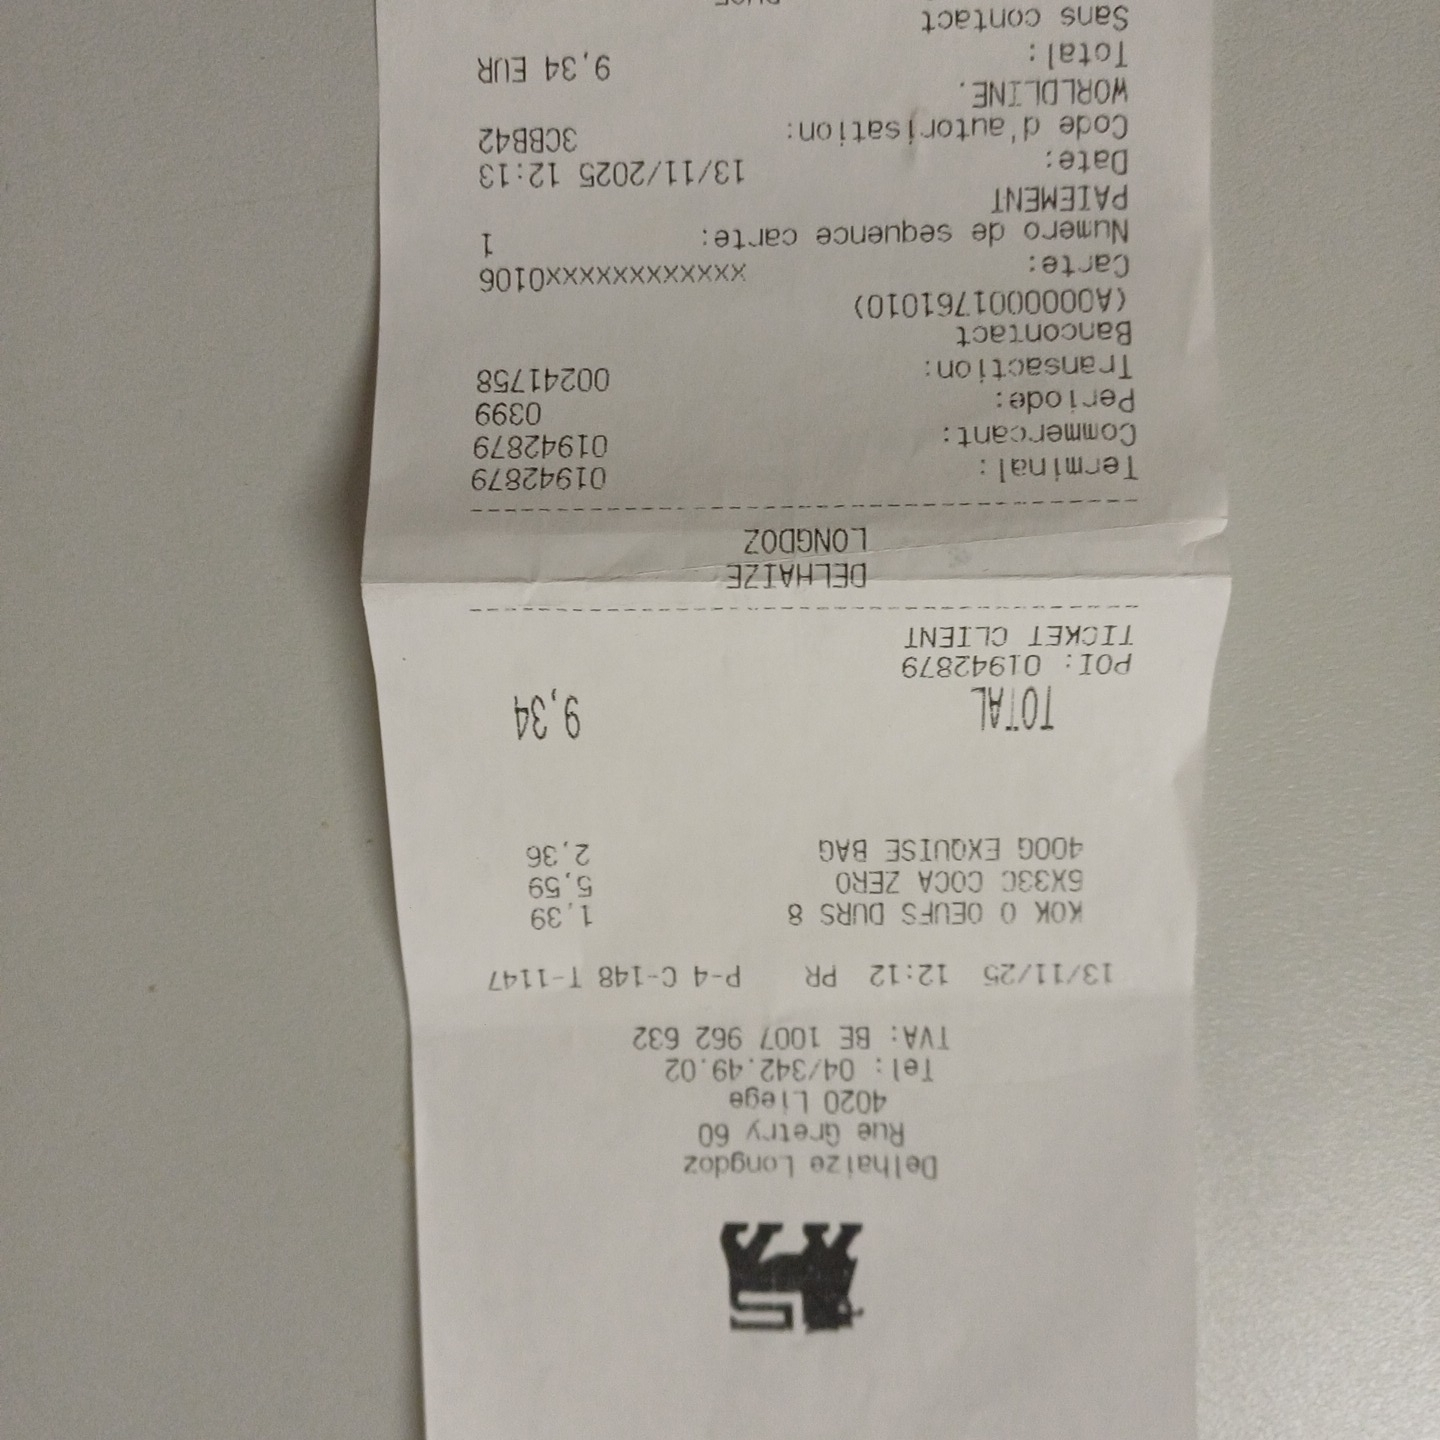 Delhaize Longdoz
Rue Gretry 60
4020 Liege
Tel: 04/342.49.02
TVA: BE 1007 962 632
13/11/25 12:12 PR P-4 C-148 T-1147
KOK O OEUFS DURS 8 1,39
6X33C COCA ZERO 5,59
400G EXQUISE BAG 2,36
TOTAL 9,34
POI: 01942879
TICKET CLIENT
DELHAIZE
LONGDOZ
Terminal: 01942879
Commercant: 01942879
Periode: 0399
Transaction: 00241758
Bancontact
(A0000001761010)
Carte: xxxxxxxxxxxxx0106
Numero de sequence carte: 1
PAIEMENT
Date: 13/11/2025 12:13
Code d'autorisation: 3CBB42
WORLDLINE.
Total: 9,34 EUR
Sans contact